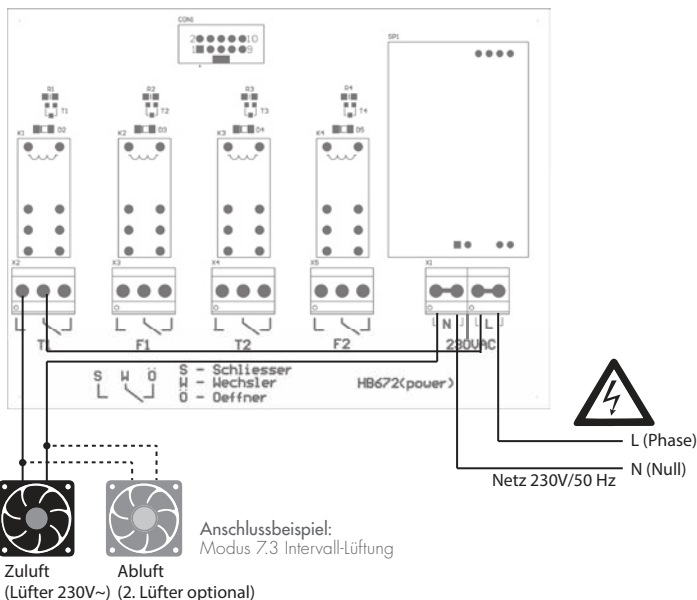 CON1
2 10
1 9
SP1
R1 R2 R3 R4
T1 T2 T3 T4
D2 D3 D4 D5
K1 K2 K3 K4
X2 X3 X4 X5 X1
N L
T1 F1 T2 F2 230VAC
S W Ö
S - Schliesser
W - Wechsler
Ö - Oeffner
HB672(power)
L (Phase)
N (Null)
Netz 230V/50 Hz
Anschlussbeispiel:
Modus 7.3 Intervall-Lüftung
Zuluft
(Lüfter 230V~)
Abluft
(2. Lüfter optional)